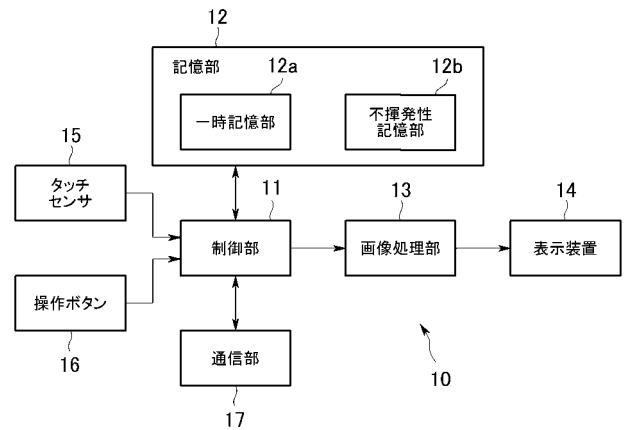 12
記憶部
12a
一時記憶部
12b
不揮発性
記憶部
15
タッチ
センサ
11
制御部
13
画像処理部
14
表示装置
操作ボタン
16
通信部
17
10